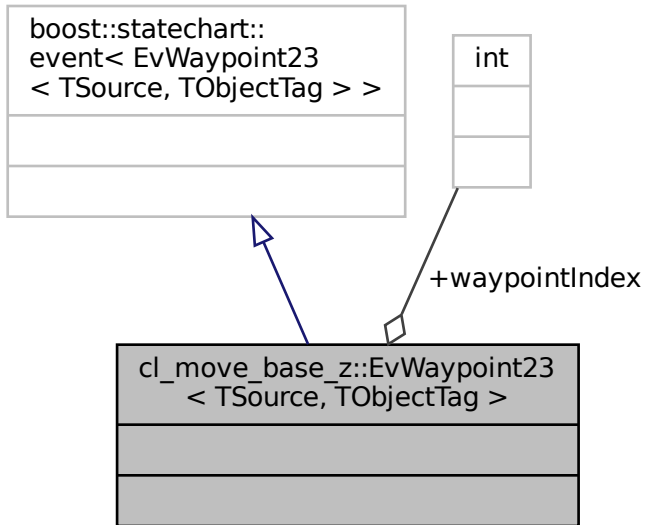 boost::statechart::
event< EvWaypoint23
< TSource, TObjectTag > >
int
+waypointIndex
cl_move_base_z::EvWaypoint23
< TSource, TObjectTag >